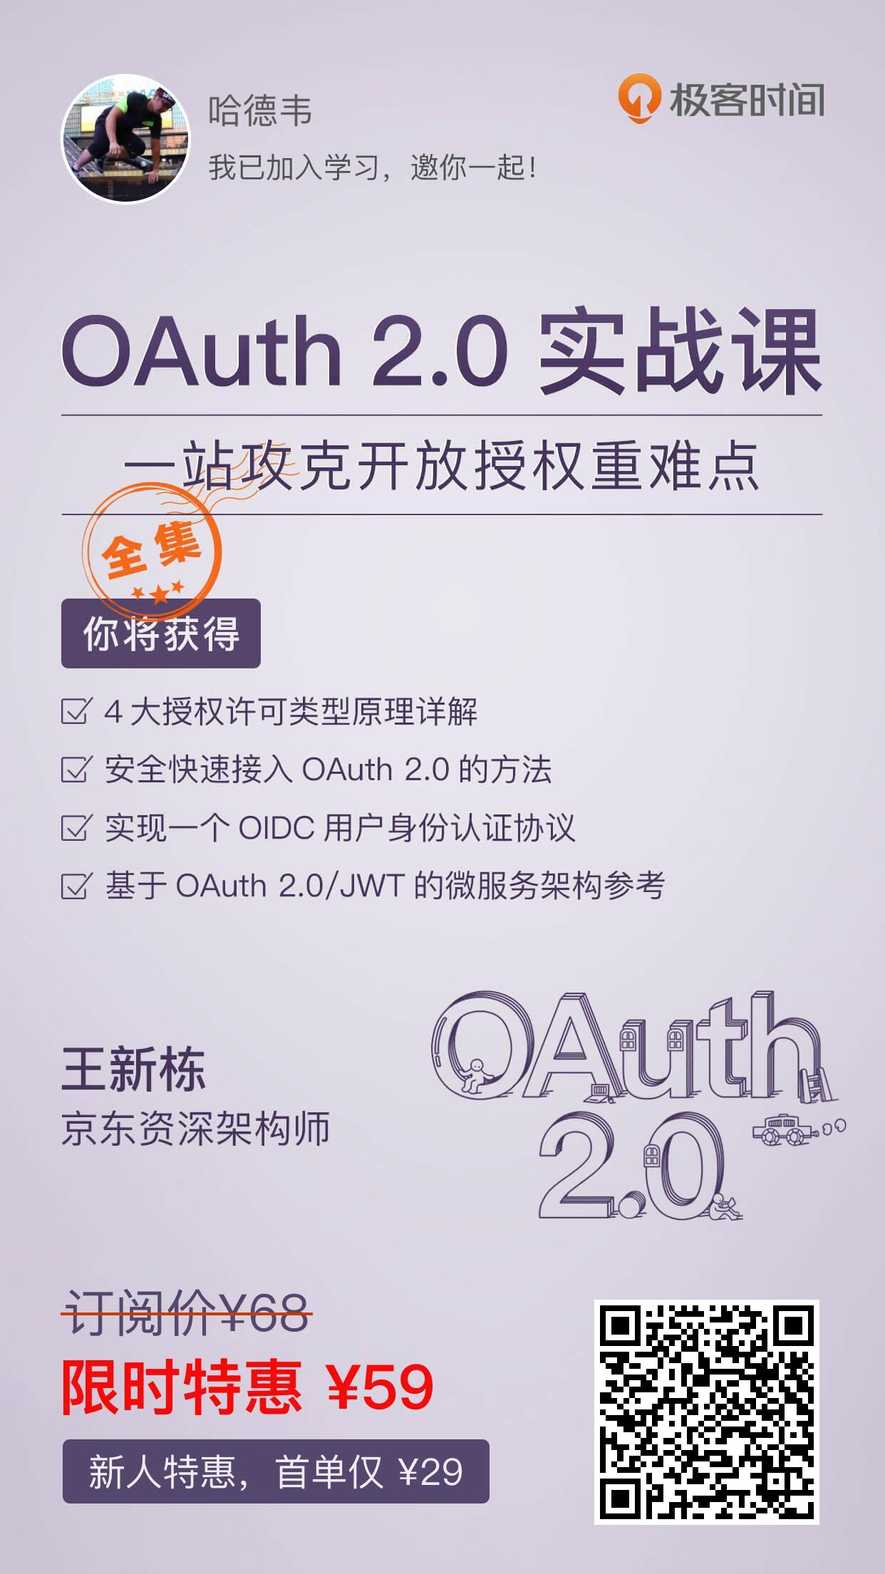 哈德韦
我已加入学习，邀你一起！
极客时间
OAuth 2.0 实战课
一站攻克开放授权重难点
全集
你将获得
4 大授权许可类型原理详解
安全快速接入 OAuth 2.0 的方法
实现一个 OIDC 用户身份认证协议
基于 OAuth 2.0/JWT 的微服务架构参考
王新栋
京东资深架构师
OAuth
2.0
订阅价¥68
限时特惠 ¥59
新人特惠，首单仅 ¥29